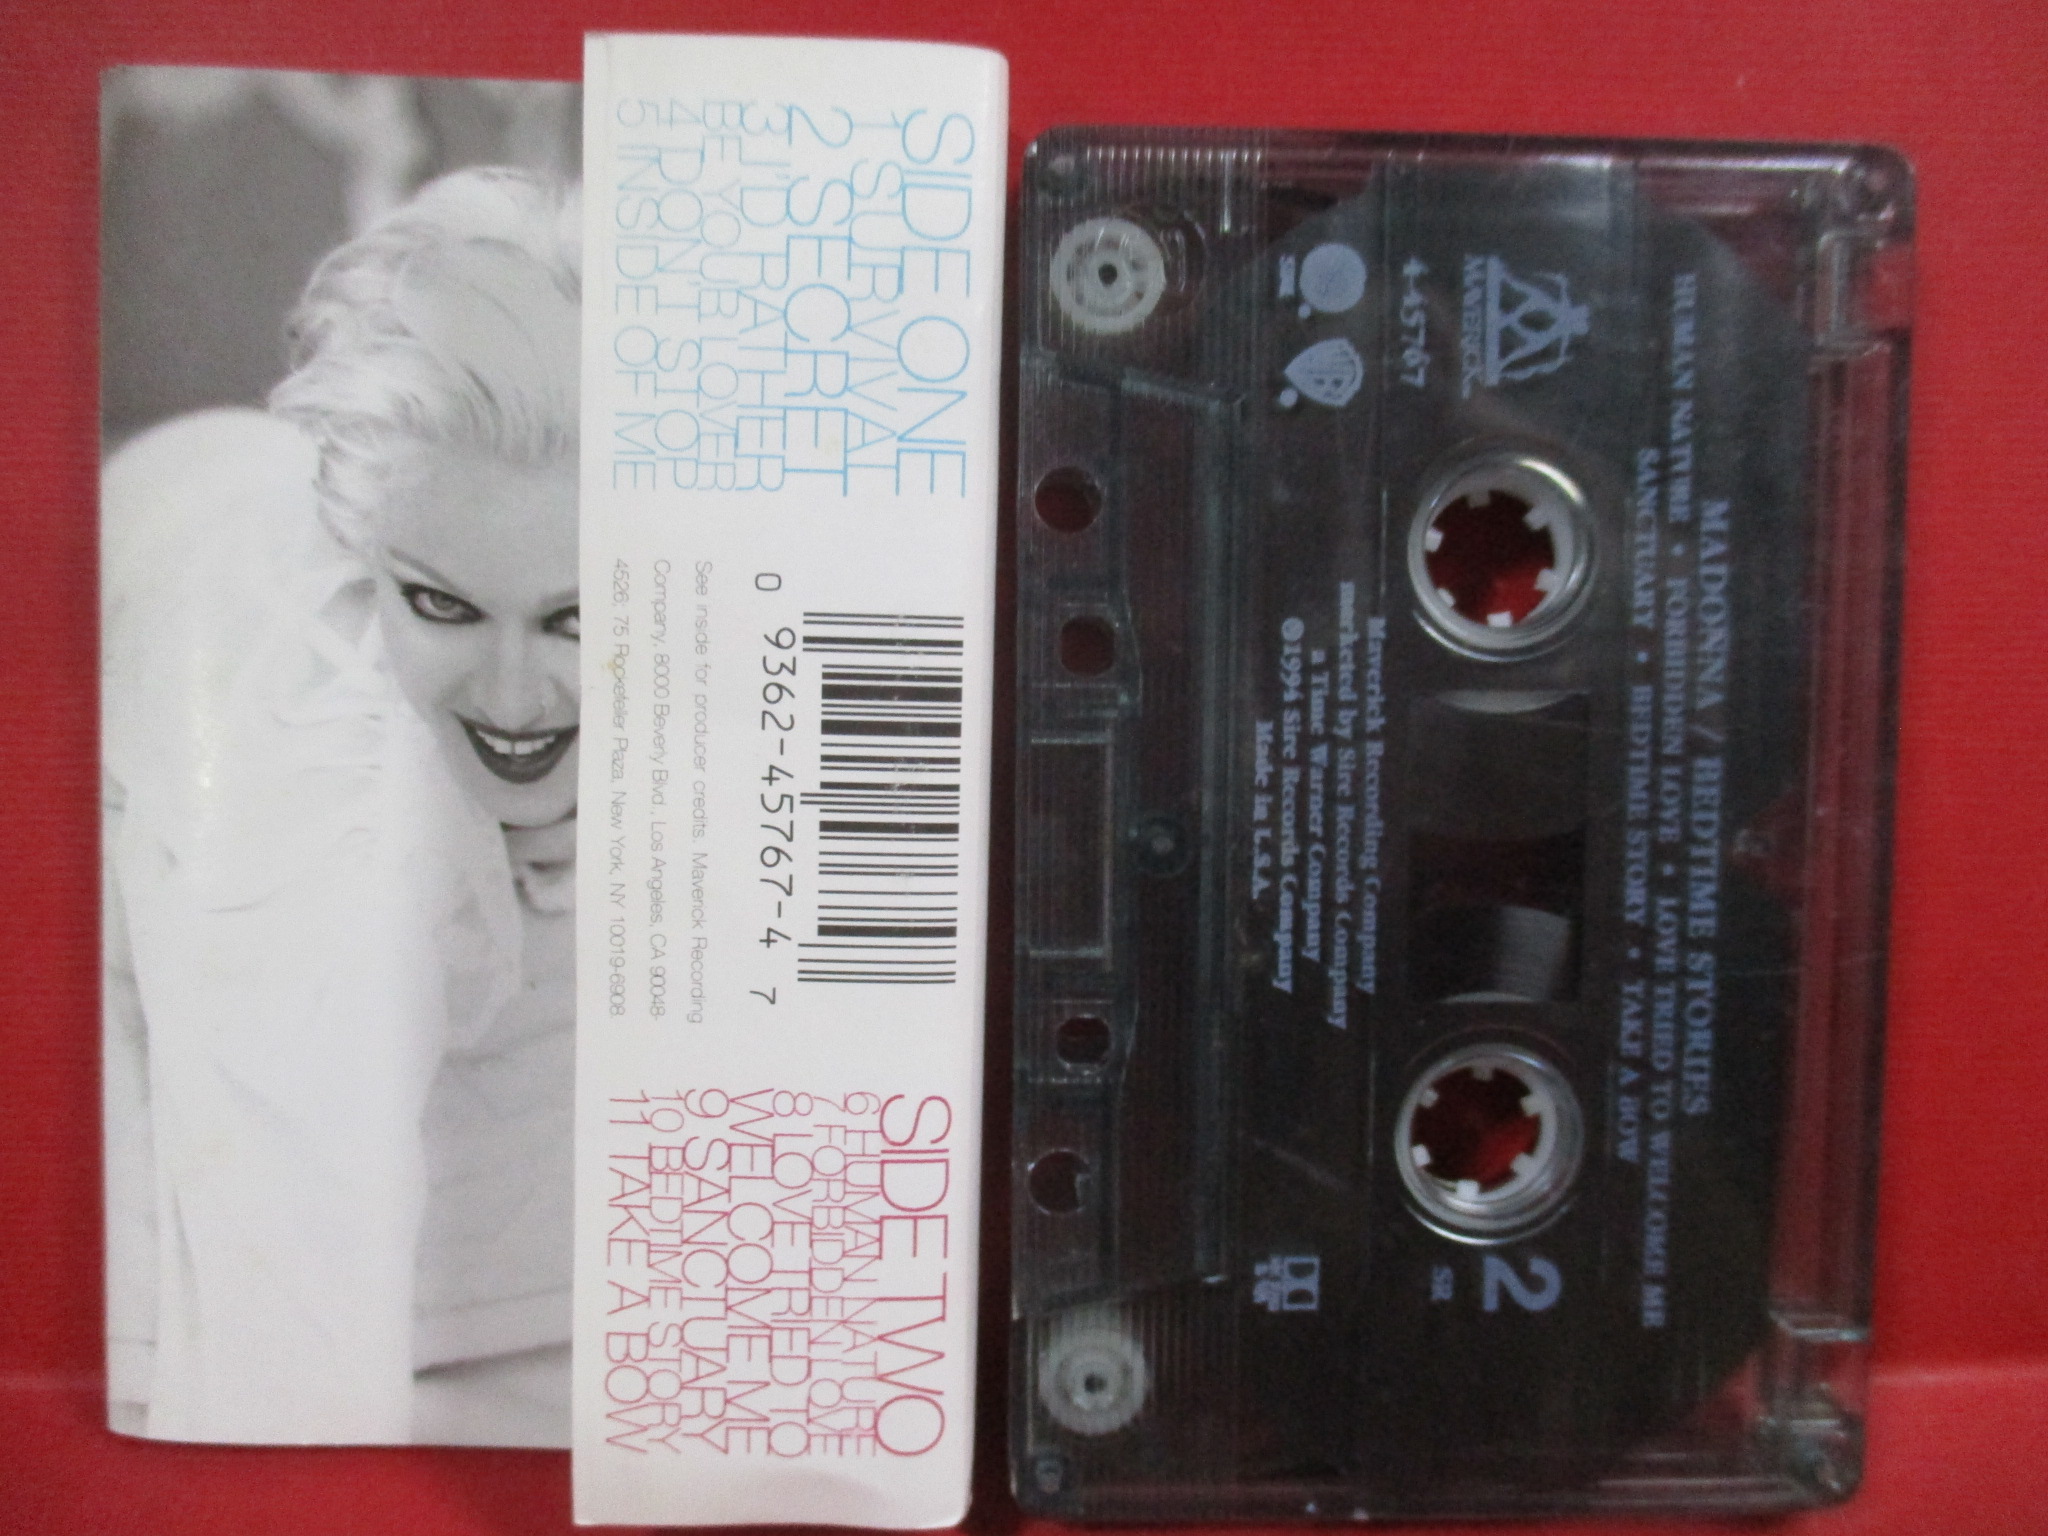 SIDE ONE
1 SURVIVAL
2 SECRET
3 I'D RATHER
BE YOUR LOVER
4 DON'T STOP
5 INSIDE OF ME
0 93624-5767-4 7
See inside for producer credits. Maverick Recording
Company, 8000 Beverly Blvd., Los Angeles, CA 90048-
4526; 75 Rockefeller Plaza, New York, NY 10019-6908.
SIDE TWO
6 HUMAN NATURE
7 FORBIDDEN LOVE
8 LOVE TRIED TO
WELCOME ME
9 SANCTUARY
10 BEDTIME STORY
11 TAKE A BOW
MADONNA / BEDTIME STORIES
HUMAN NATURE • FORBIDDEN LOVE • LOVE TRIED TO WELCOME ME
SANCTUARY • BEDTIME STORY • TAKE A BOW
MAVERICK
4-45767
SIRE
WB
2
SR
Maverick Recording Company
marketed by Sire Records Company
a Time Warner Company
℗1994 Sire Records Company
Made in U.S.A.